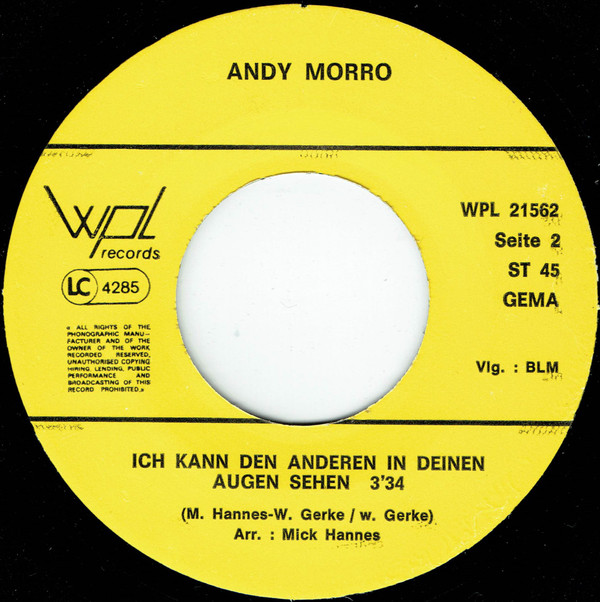 ANDY MORRO
wpl
records
LC 4285
WPL 21562
Seite 2
ST 45
GEMA
Vlg. : BLM
« ALL RIGHTS OF THE
PHONOGRAPHIC MANU-
FACTURER AND OF THE
OWNER OF THE WORK
RECORDED RESERVED,
UNAUTHORISED COPYING
HIRING, LENDING, PUBLIC
PERFORMANCE AND
BROADCASTING OF THIS
RECORD PROHIBITED.»
ICH KANN DEN ANDEREN IN DEINEN
AUGEN SEHEN 3'34
(M. Hannes-W. Gerke / w. Gerke)
Arr. : Mick Hannes